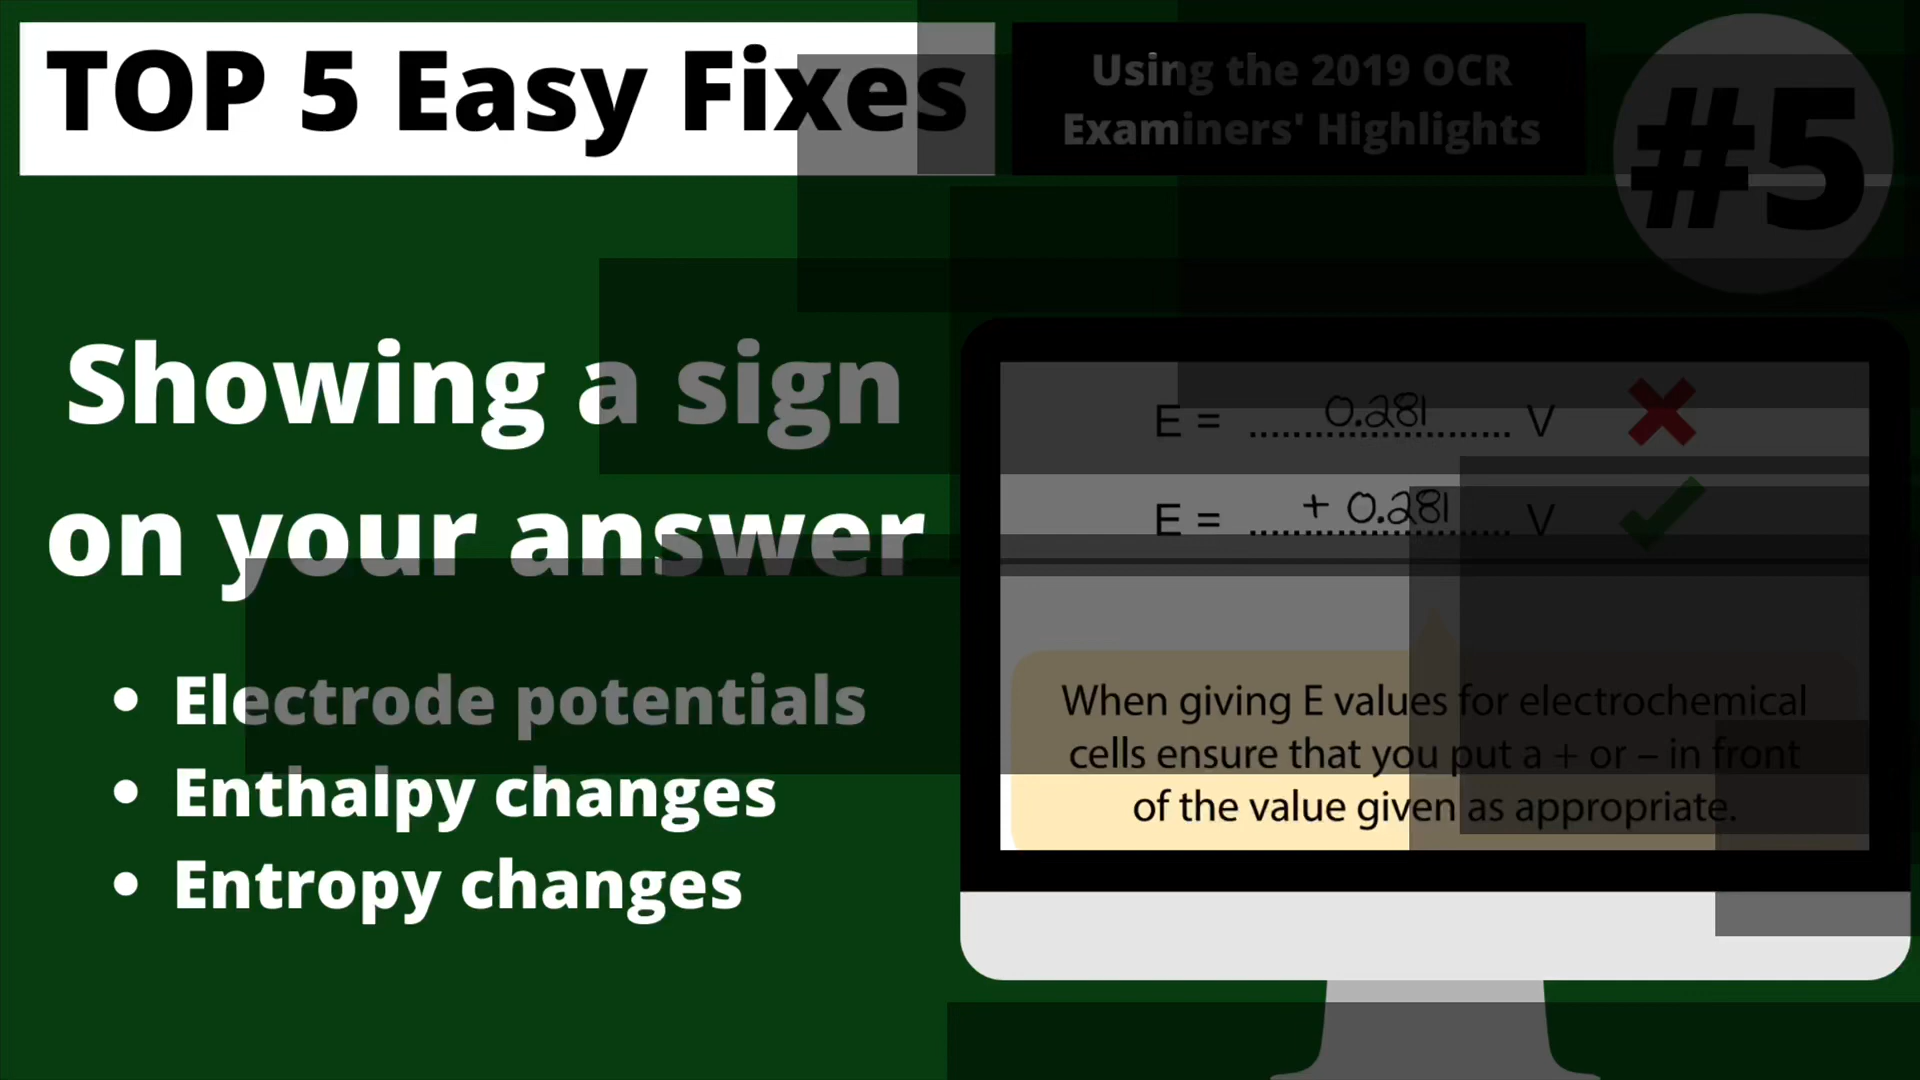 TOP 5 Easy Fixes
Using the 2019 OCR
Examiners' Highlights
#5
Showing a sign
on your answer
• Electrode potentials
• Enthalpy changes
• Entropy changes
E = 0.281 V
E = + 0.281 V
When giving E values for electrochemical
cells ensure that you put a + or – in front
of the value given as appropriate.